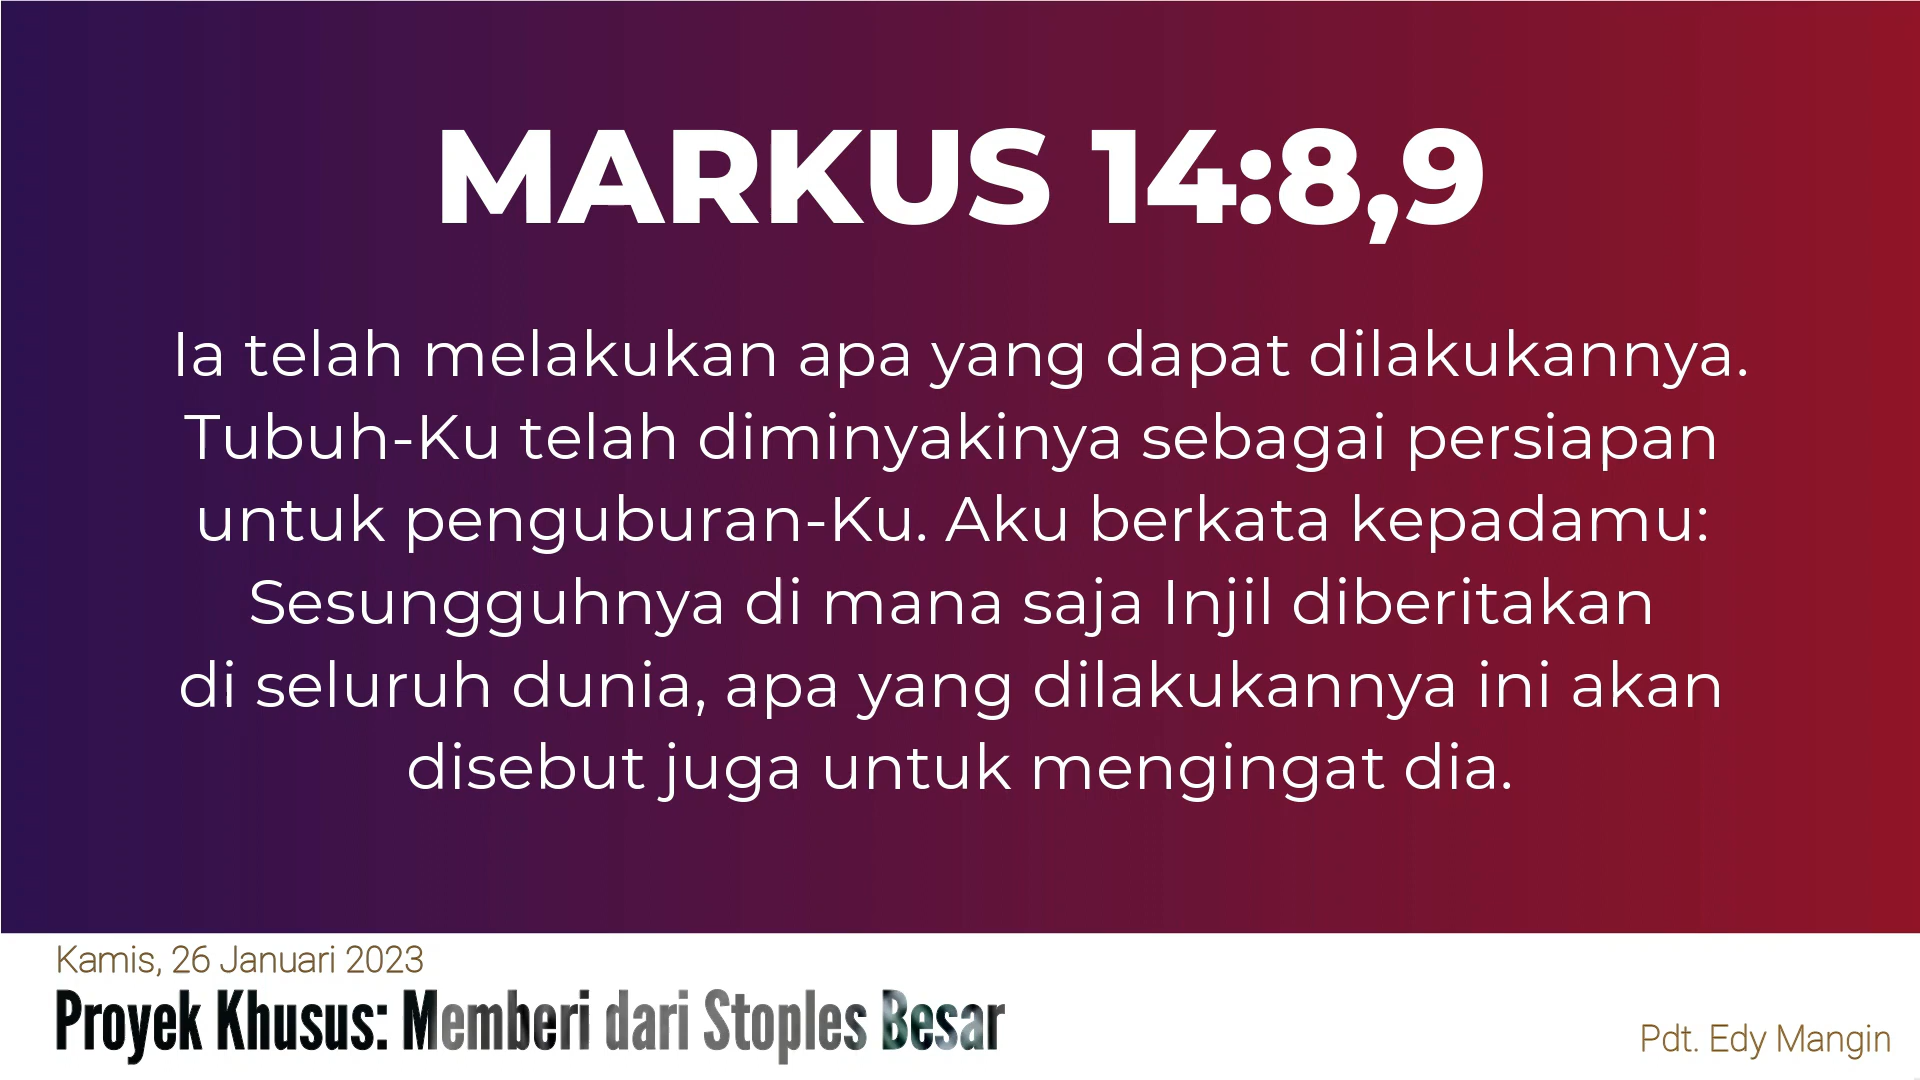 MARKUS 14:8,9
Ia telah melakukan apa yang dapat dilakukannya.
Tubuh-Ku telah diminyakinya sebagai persiapan
untuk penguburan-Ku. Aku berkata kepadamu:
Sesungguhnya di mana saja Injil diberitakan
di seluruh dunia, apa yang dilakukannya ini akan
disebut juga untuk mengingat dia.
Kamis, 26 Januari 2023
Proyek Khusus: Memberi dari Stoples Besar
Pdt. Edy Mangin